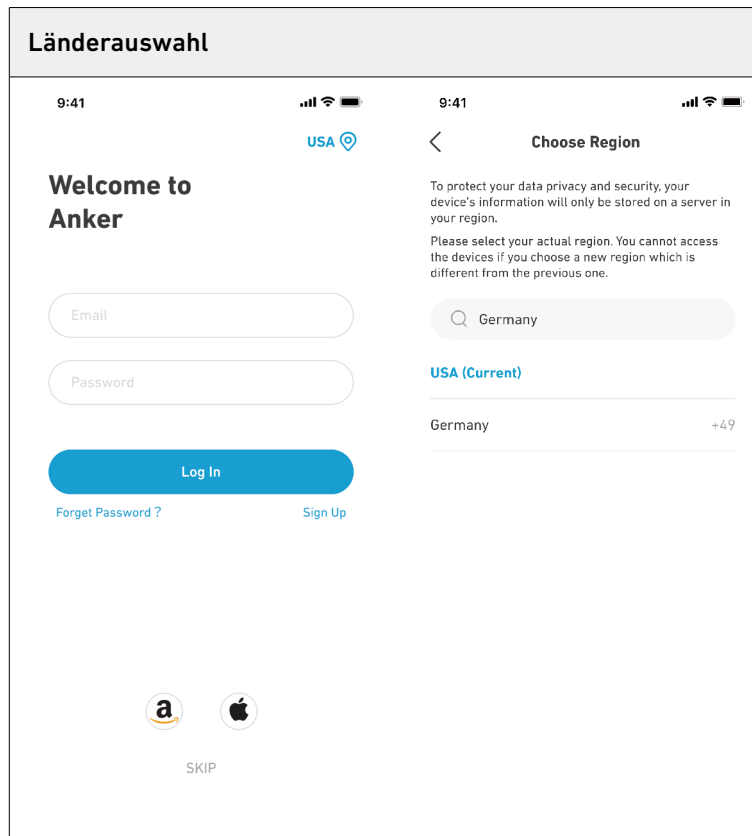 Länderauswahl
9:41
USA
Welcome to
Anker
Email
Password
Log In
Forget Password ?
Sign Up
a
SKIP
9:41
Choose Region
To protect your data privacy and security, your
device's information will only be stored on a server in
your region.
Please select your actual region. You cannot access
the devices if you choose a new region which is
different from the previous one.
Germany
USA (Current)
Germany
+49